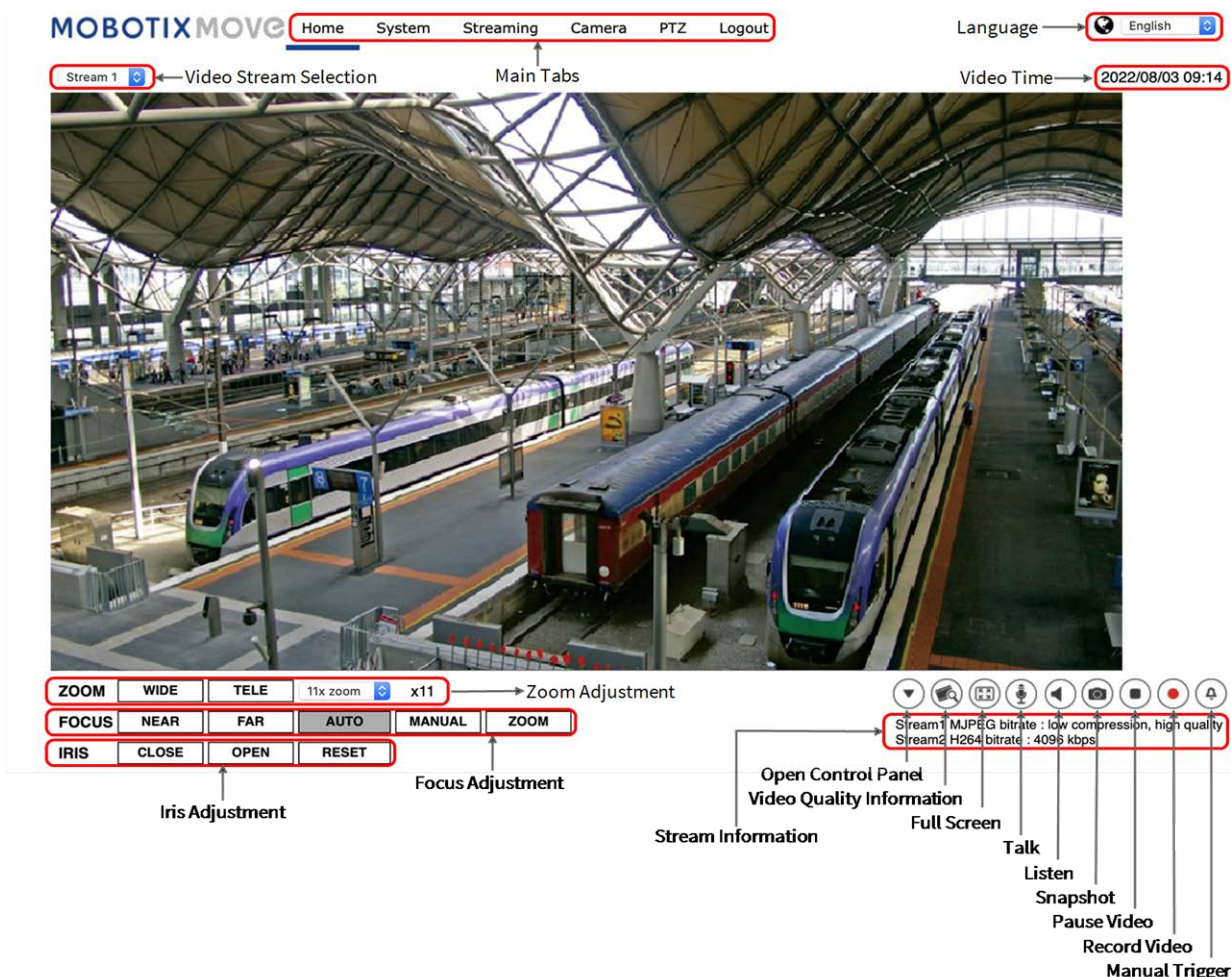 MOBOTIX MOVE Home System Streaming Camera PTZ Logout Language English
Stream 1 Video Stream Selection Main Tabs Video Time 2022/08/03 09:14
ZOOM WIDE TELE 11x zoom x11 Zoom Adjustment
FOCUS NEAR FAR AUTO MANUAL ZOOM
Stream1 MJPEG bitrate : low compression, high quality
Stream2 H264 bitrate : 4096 kbps
IRIS CLOSE OPEN RESET
Iris Adjustment
Focus Adjustment
Open Control Panel
Video Quality Information
Full Screen
Stream Information
Talk
Listen
Snapshot
Pause Video
Record Video
Manual Trigger